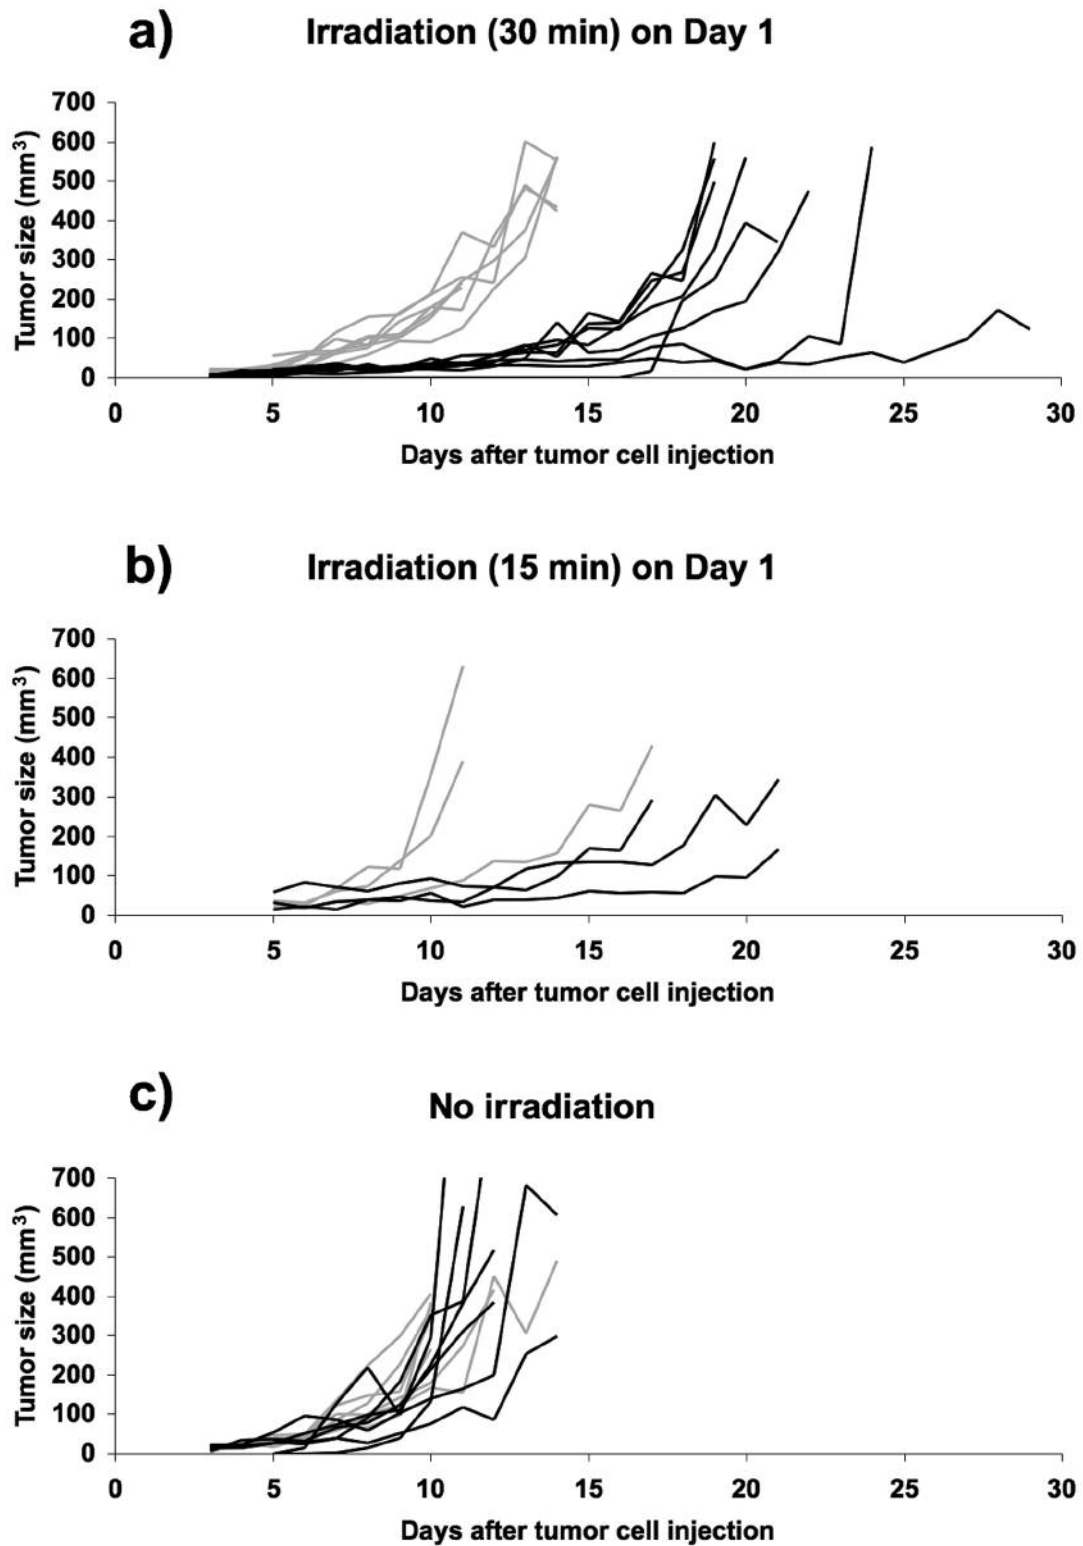 a) Irradiation (30 min) on Day 1
700
600
500
400
300
200
100
0
Tumor size (mm³)
0 5 10 15 20 25 30
Days after tumor cell injection
b) Irradiation (15 min) on Day 1
700
600
500
400
300
200
100
0
Tumor size (mm³)
0 5 10 15 20 25 30
Days after tumor cell injection
c) No irradiation
700
600
500
400
300
200
100
0
Tumor size (mm³)
0 5 10 15 20 25 30
Days after tumor cell injection